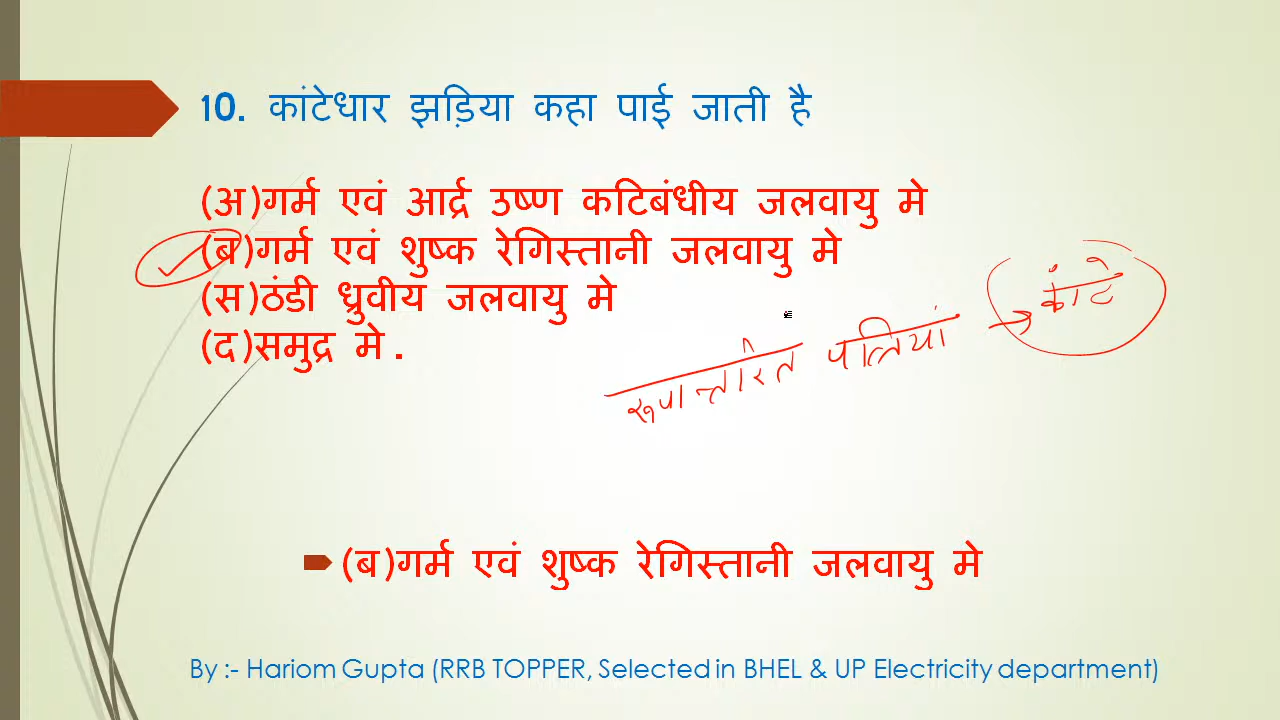 10. कांटेधार झड़िया कहा पाई जाती है
(अ)गर्म एवं आर्द्र उष्ण कटिबंधीय जलवायु मे
(ब)गर्म एवं शुष्क रेगिस्तानी जलवायु मे
(स)ठंडी ध्रुवीय जलवायु मे
(द)समुद्र मे.
रूपान्तरित पत्तियां → कांटे
(ब)गर्म एवं शुष्क रेगिस्तानी जलवायु मे
By :- Hariom Gupta (RRB TOPPER, Selected in BHEL & UP Electricity department)